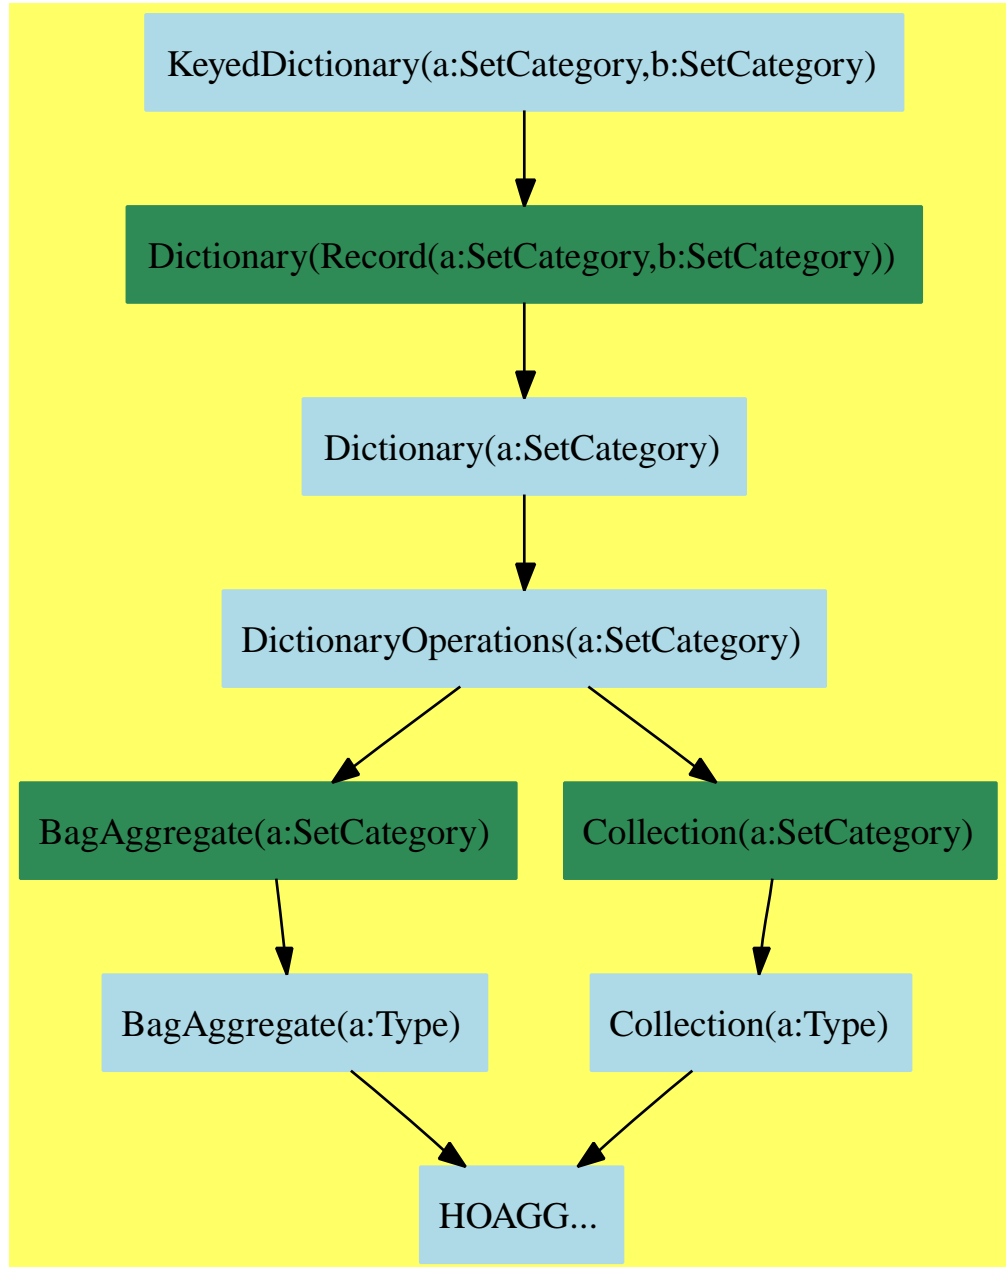 KeyedDictionary(a:SetCategory,b:SetCategory)
Dictionary(Record(a:SetCategory,b:SetCategory))
Dictionary(a:SetCategory)
DictionaryOperations(a:SetCategory)
BagAggregate(a:SetCategory)
Collection(a:SetCategory)
BagAggregate(a:Type)
Collection(a:Type)
HOAGG...